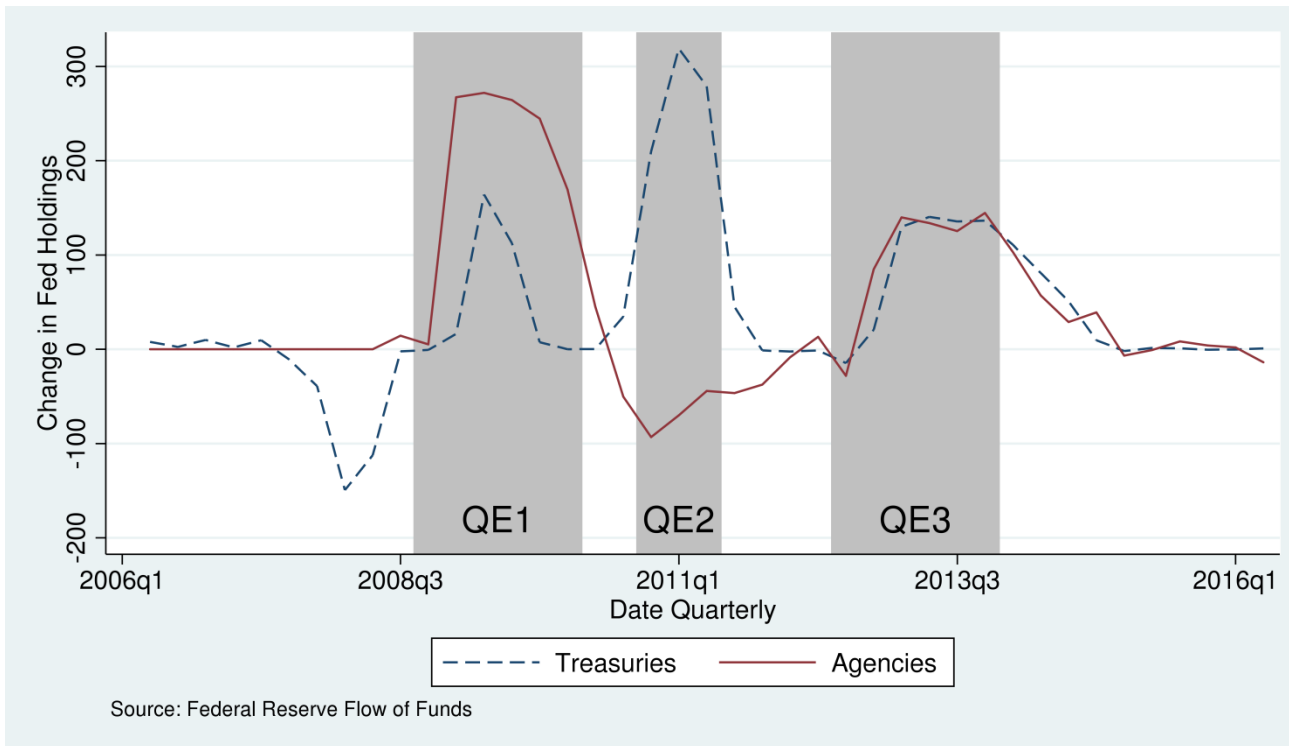 Change in Fed Holdings
300
200
100
0
-100
-200
QE1
QE2
QE3
2006q1
2008q3
2011q1
2013q3
2016q1
Date Quarterly
Treasuries
Agencies
Source: Federal Reserve Flow of Funds